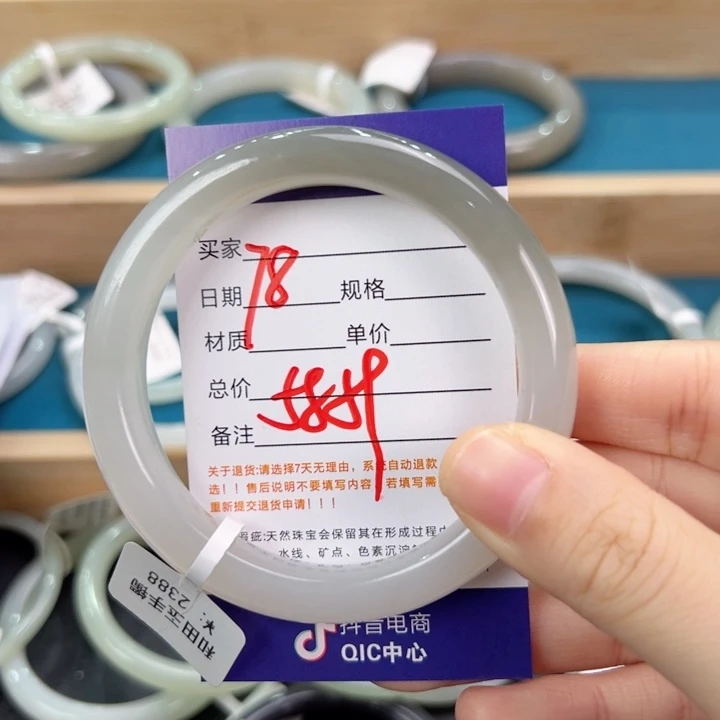 买家
78
日期 规格
材质 单价
总价
5859
备注
关于退货:请选择7天无理由,系统自动退款
选!!售后说明不要填写内容 若填写需
重新提交退货申请!!!
瑕疵:天然珠宝会保留其在形成过程中
水线、矿点、色素沉淀
抖音电商
QIC中心
和田玉手镯
¥:2388